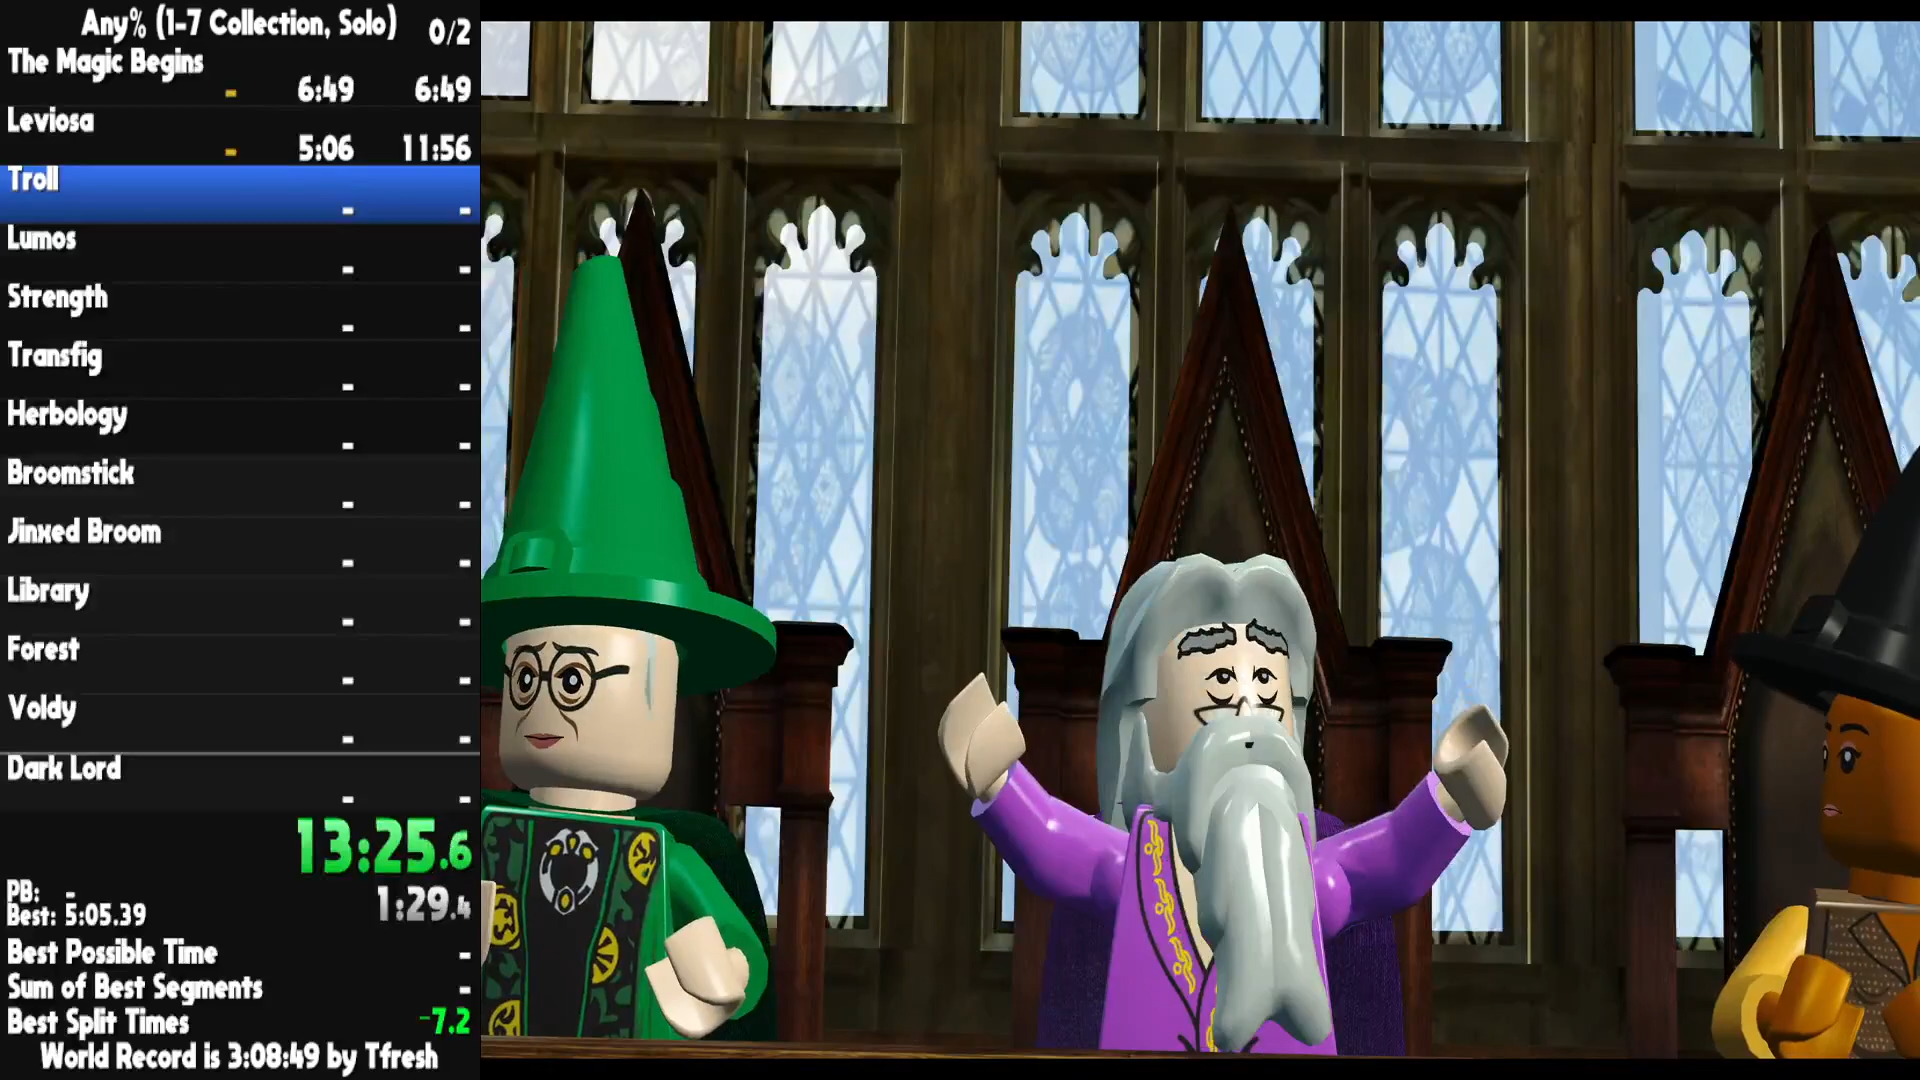 Any% (1-7 Collection, Solo) 0/2
The Magic Begins
- 6:49 6:49
Leviosa
- 5:06 11:56
Troll
- -
Lumos
- -
Strength
- -
Transfig
- -
Herbology
- -
Broomstick
- -
Jinxed Broom
- -
Library
- -
Forest
- -
Voldy
- -
Dark Lord
- -
13:25.6
PB: -
Best: 5:05.39 1:29.4
Best Possible Time -
Sum of Best Segments -
Best Split Times -7.2
World Record is 3:08:49 by Tfresh